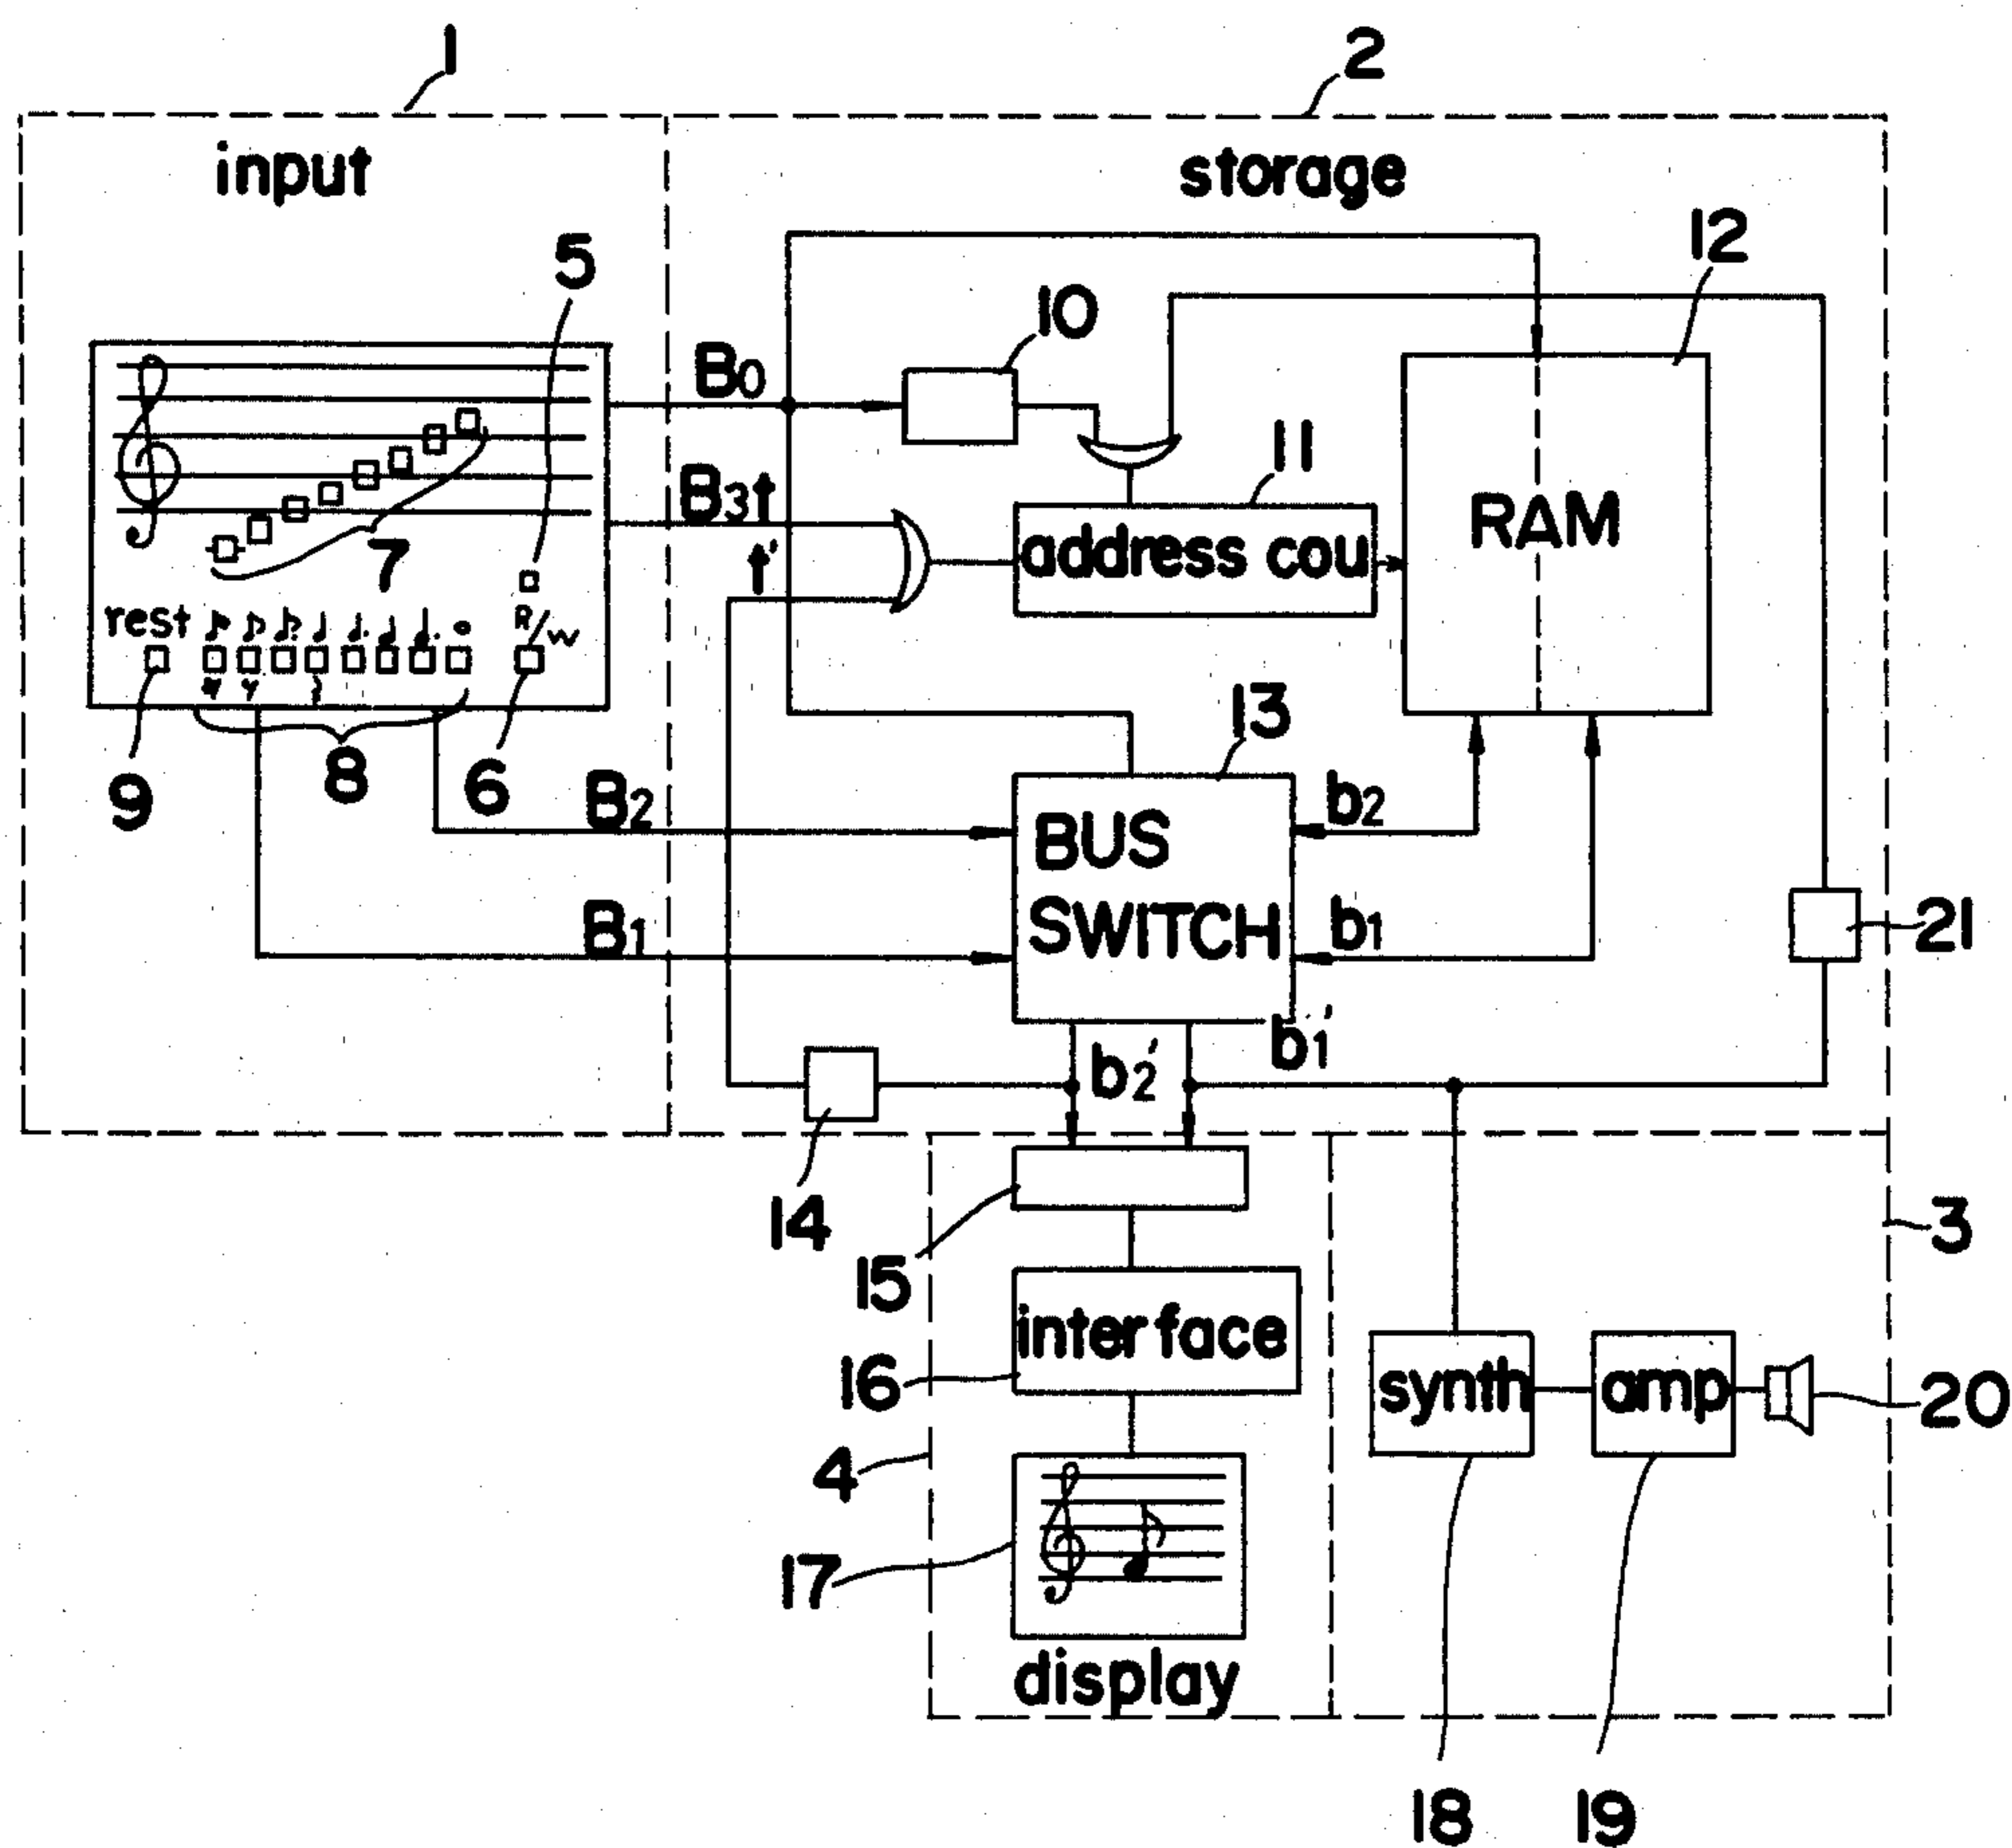 1
2
input
storage
5
12
10
B0
11
B3t
t'
address cou
RAM
7
rest
R/W
13
9
8
6
B2
b2
BUS
SWITCH
B1
b1
21
b2'
b1'
14
15
3
interface
16
synth
amp
20
4
17
display
18
19